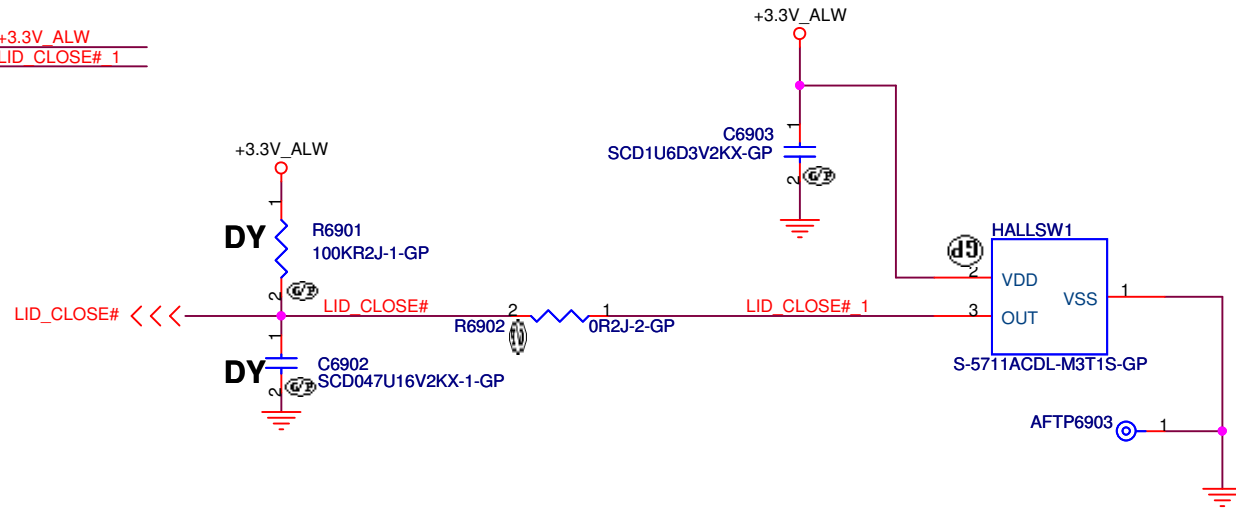 +3.3V_ALW
+3.3V_ALW
LID_CLOSE#_1
1
C6903
SCD1U6D3V2KX-GP
2
G/P
+3.3V_ALW
1
DY
R6901
100KR2J-1-GP
2
G/P
HALLSW1
GP
2
VDD
VSS
1
3
OUT
S-5711ACDL-M3T1S-GP
LID_CLOSE#
LID_CLOSE#
2
R6902
1
0R2J-2-GP
LID_CLOSE#_1
1
DY
C6902
SCD047U16V2KX-1-GP
2
G/P
AFTP6903
1